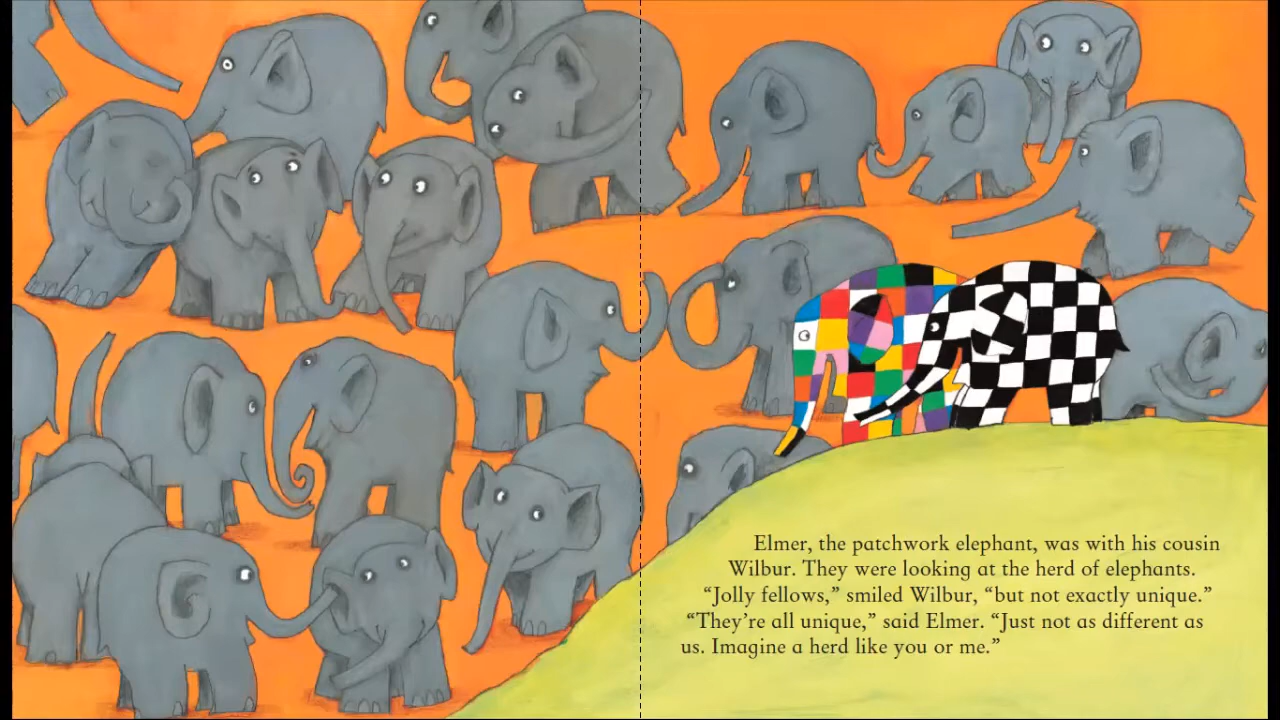 Elmer, the patchwork elephant, was with his cousin
Wilbur. They were looking at the herd of elephants.
“Jolly fellows,” smiled Wilbur, “but not exactly unique.”
“They’re all unique,” said Elmer. “Just not as different as
us. Imagine a herd like you or me.”